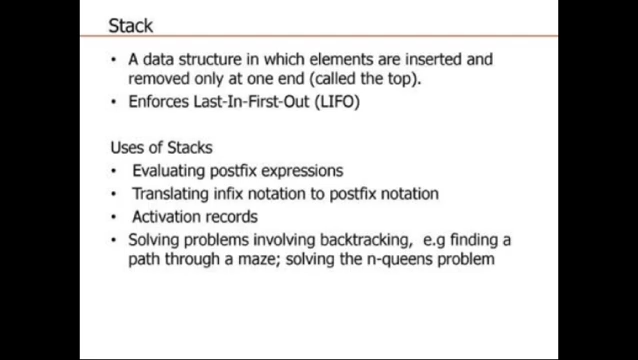 Stack
• A data structure in which elements are inserted and
removed only at one end (called the top).
• Enforces Last-In-First-Out (LIFO)
Uses of Stacks
• Evaluating postfix expressions
• Translating infix notation to postfix notation
• Activation records
• Solving problems involving backtracking, e.g finding a
path through a maze; solving the n-queens problem